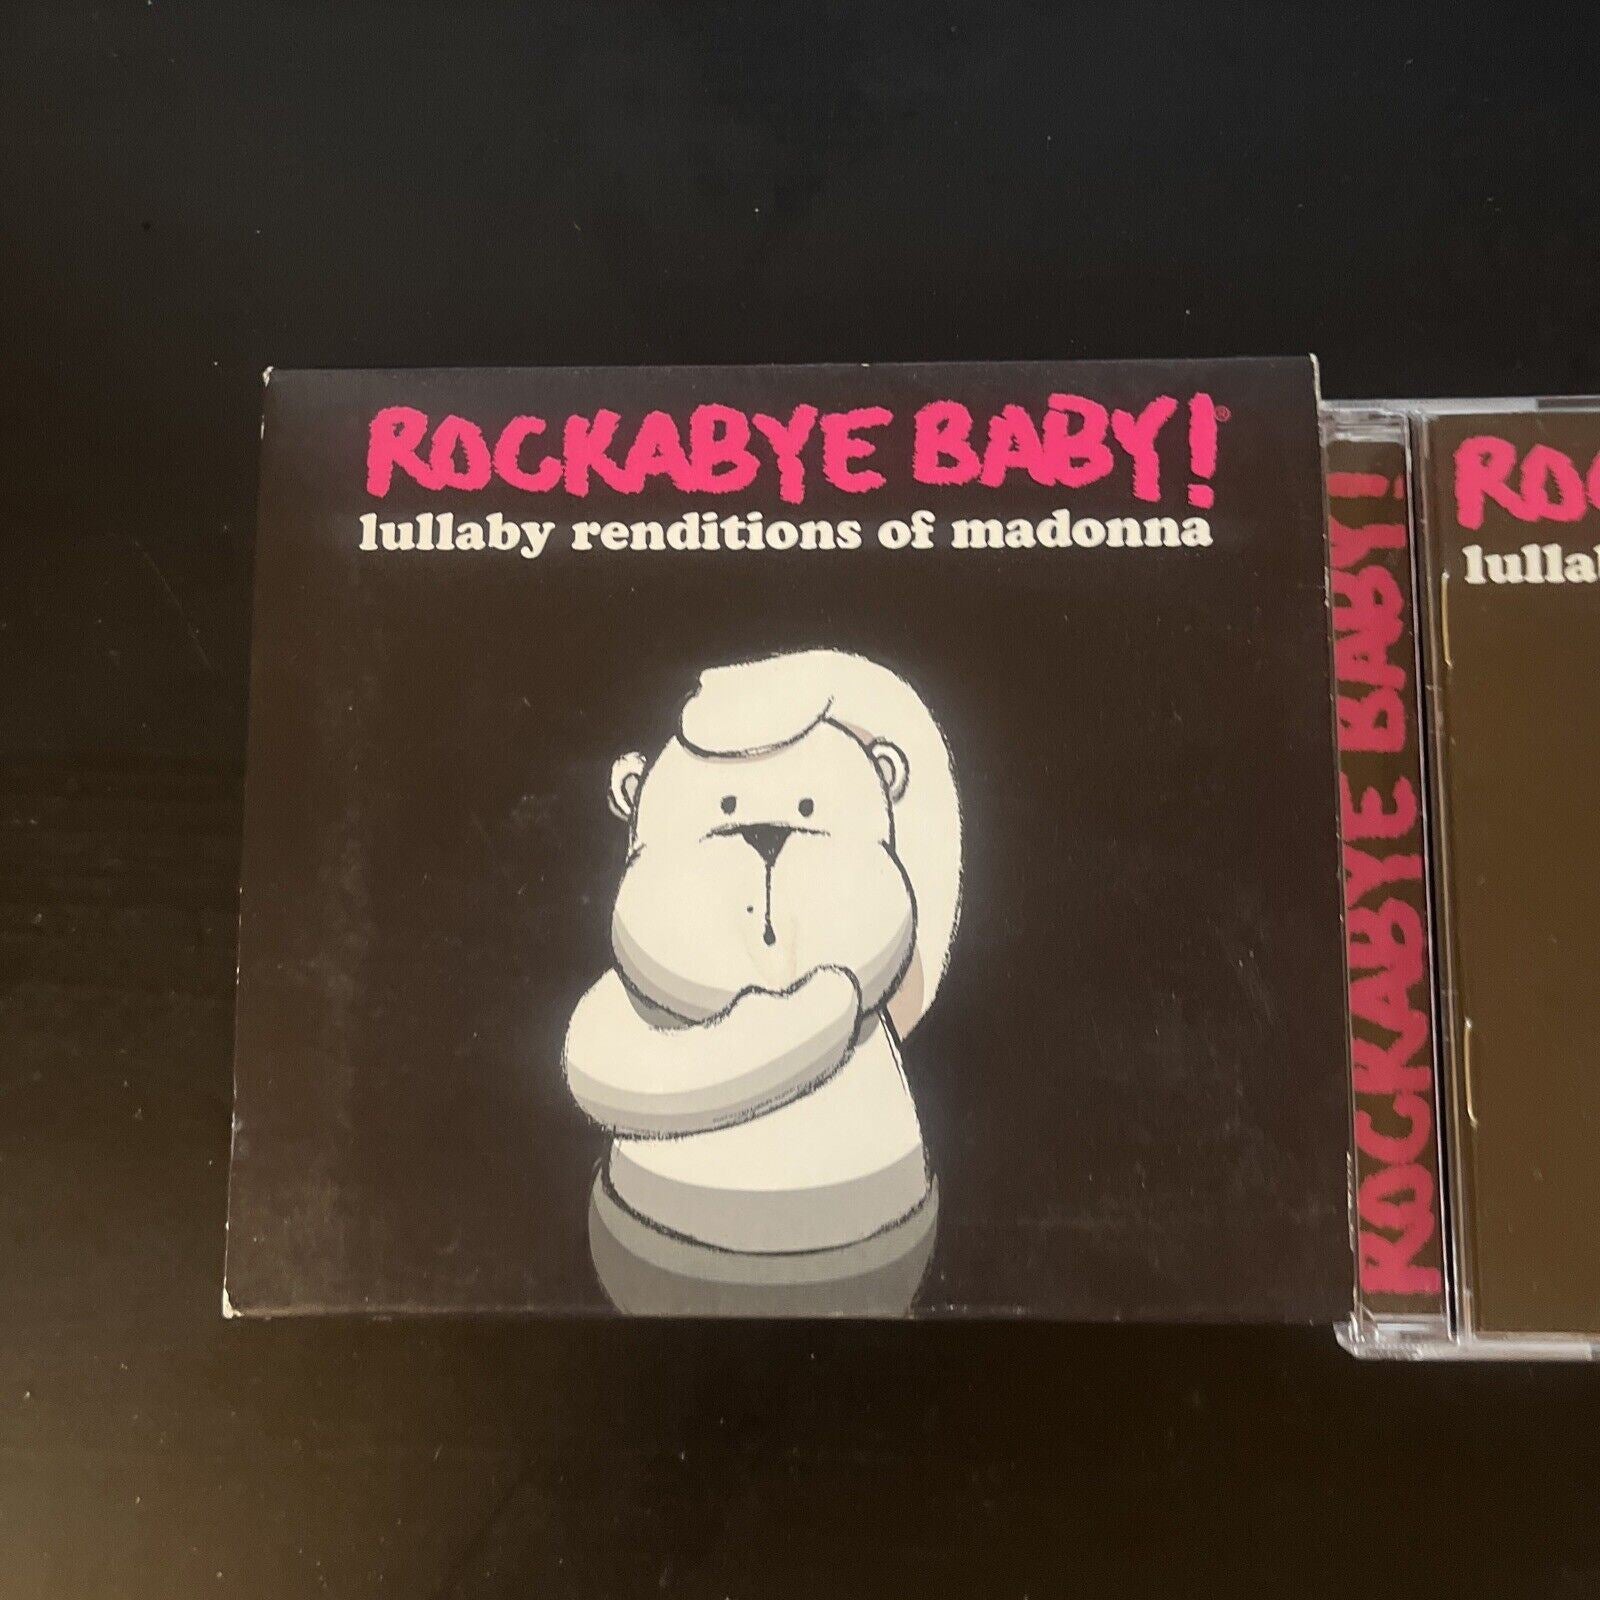 ROCKABYE BABY!®
lullaby renditions of madonna
ROCKABYE BABY!